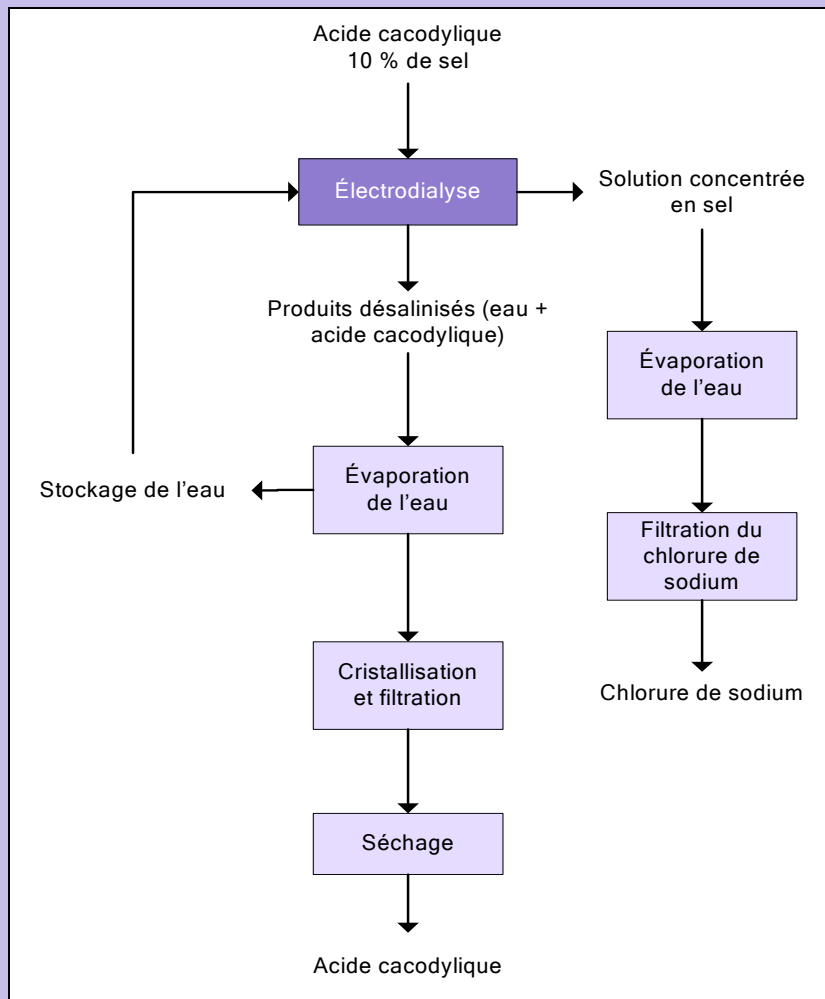 Acide cacodylique
10 % de sel
Électrodialyse
Solution concentrée
en sel
Produits désalinisés (eau +
acide cacodylique)
Évaporation
de l'eau
Stockage de l'eau
Évaporation
de l'eau
Filtration du
chlorure de
sodium
Cristallisation
et filtration
Chlorure de sodium
Séchage
Acide cacodylique